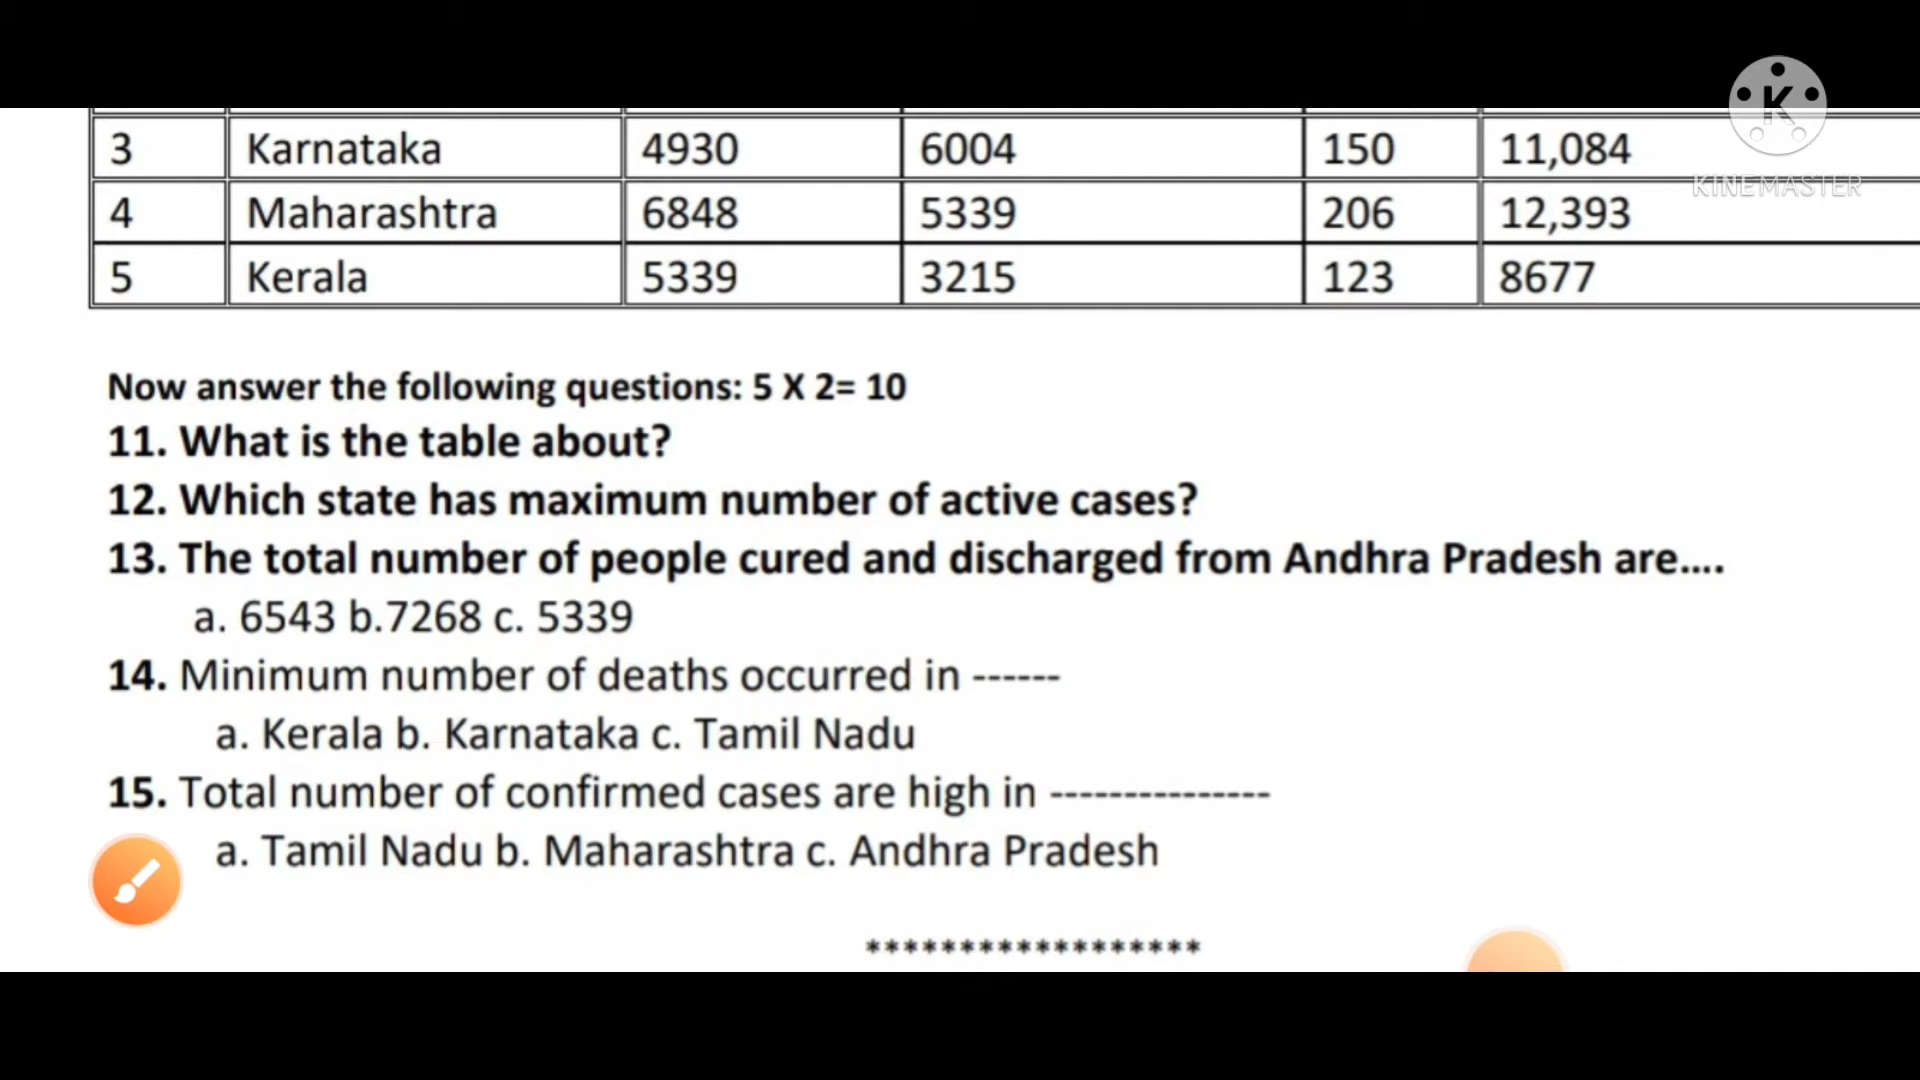 K
KINEMASTER
3 Karnataka 4930 6004 150 11,084
4 Maharashtra 6848 5339 206 12,393
5 Kerala 5339 3215 123 8677
Now answer the following questions: 5 X 2= 10
11. What is the table about?
12. Which state has maximum number of active cases?
13. The total number of people cured and discharged from Andhra Pradesh are....
a. 6543 b.7268 c. 5339
14. Minimum number of deaths occurred in ------
a. Kerala b. Karnataka c. Tamil Nadu
15. Total number of confirmed cases are high in ---------------
a. Tamil Nadu b. Maharashtra c. Andhra Pradesh
******************